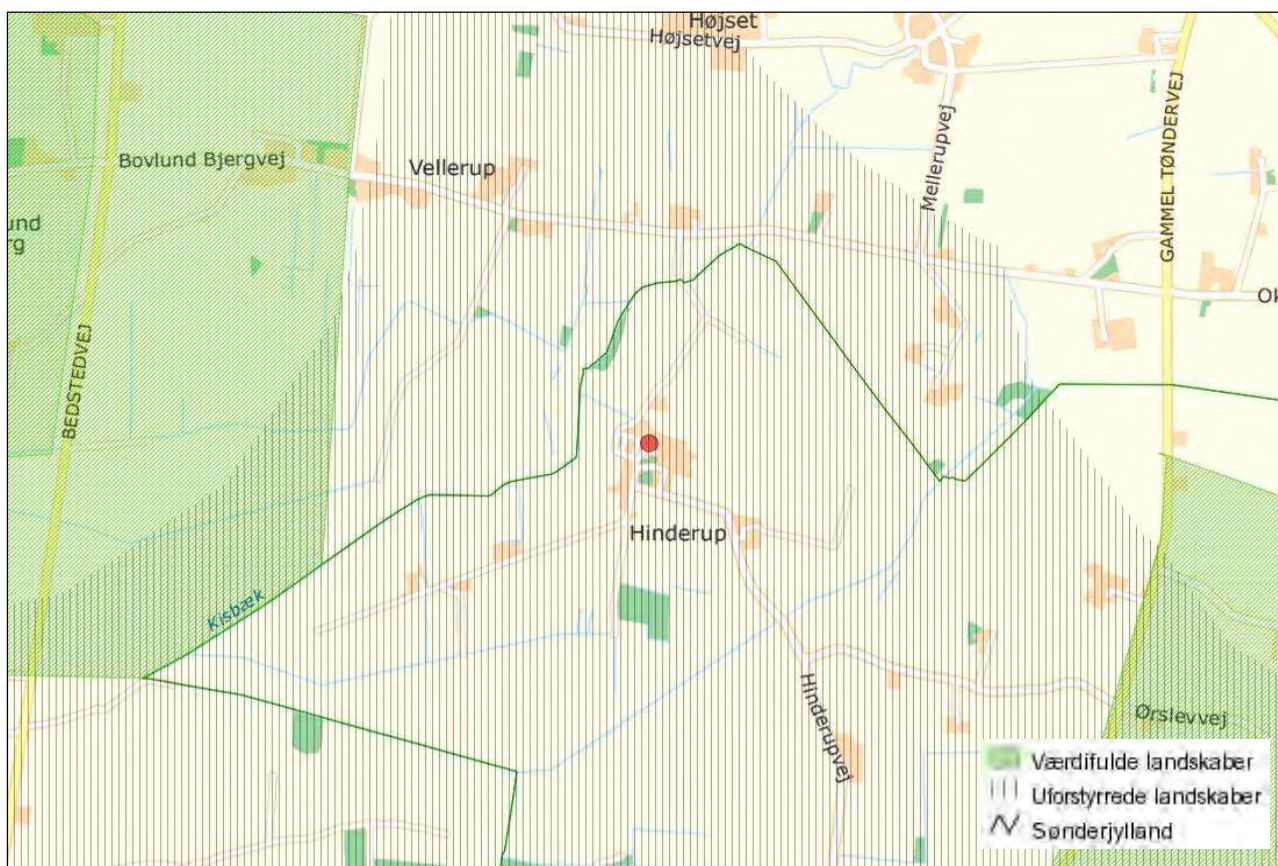 Højset
Højsetvej
Bovlund Bjergvej
Vellerup
Mellerupvej
GAMMEL TØNDERVEJ
und
rg
Ok
BEDSTEDVEJ
Hinderup
Kisbæk
Hinderupvej
Ørslevvej
Værdifulde landskaber
Uforstyrrede landskaber
Sønderjylland